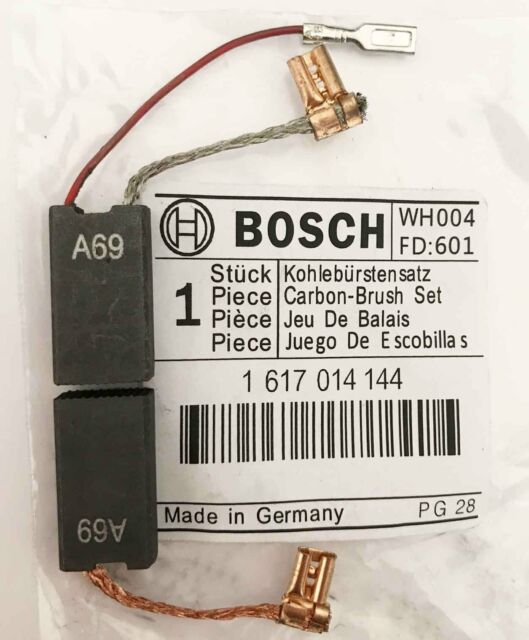 A69
BOSCH
WH004
FD:601
1
Stück Kohlebürstensatz
Piece Carbon-Brush Set
Pièce Jeu De Balais
Piece Juego De Escobillas
1 617 014 144
Made in Germany PG 28
A69